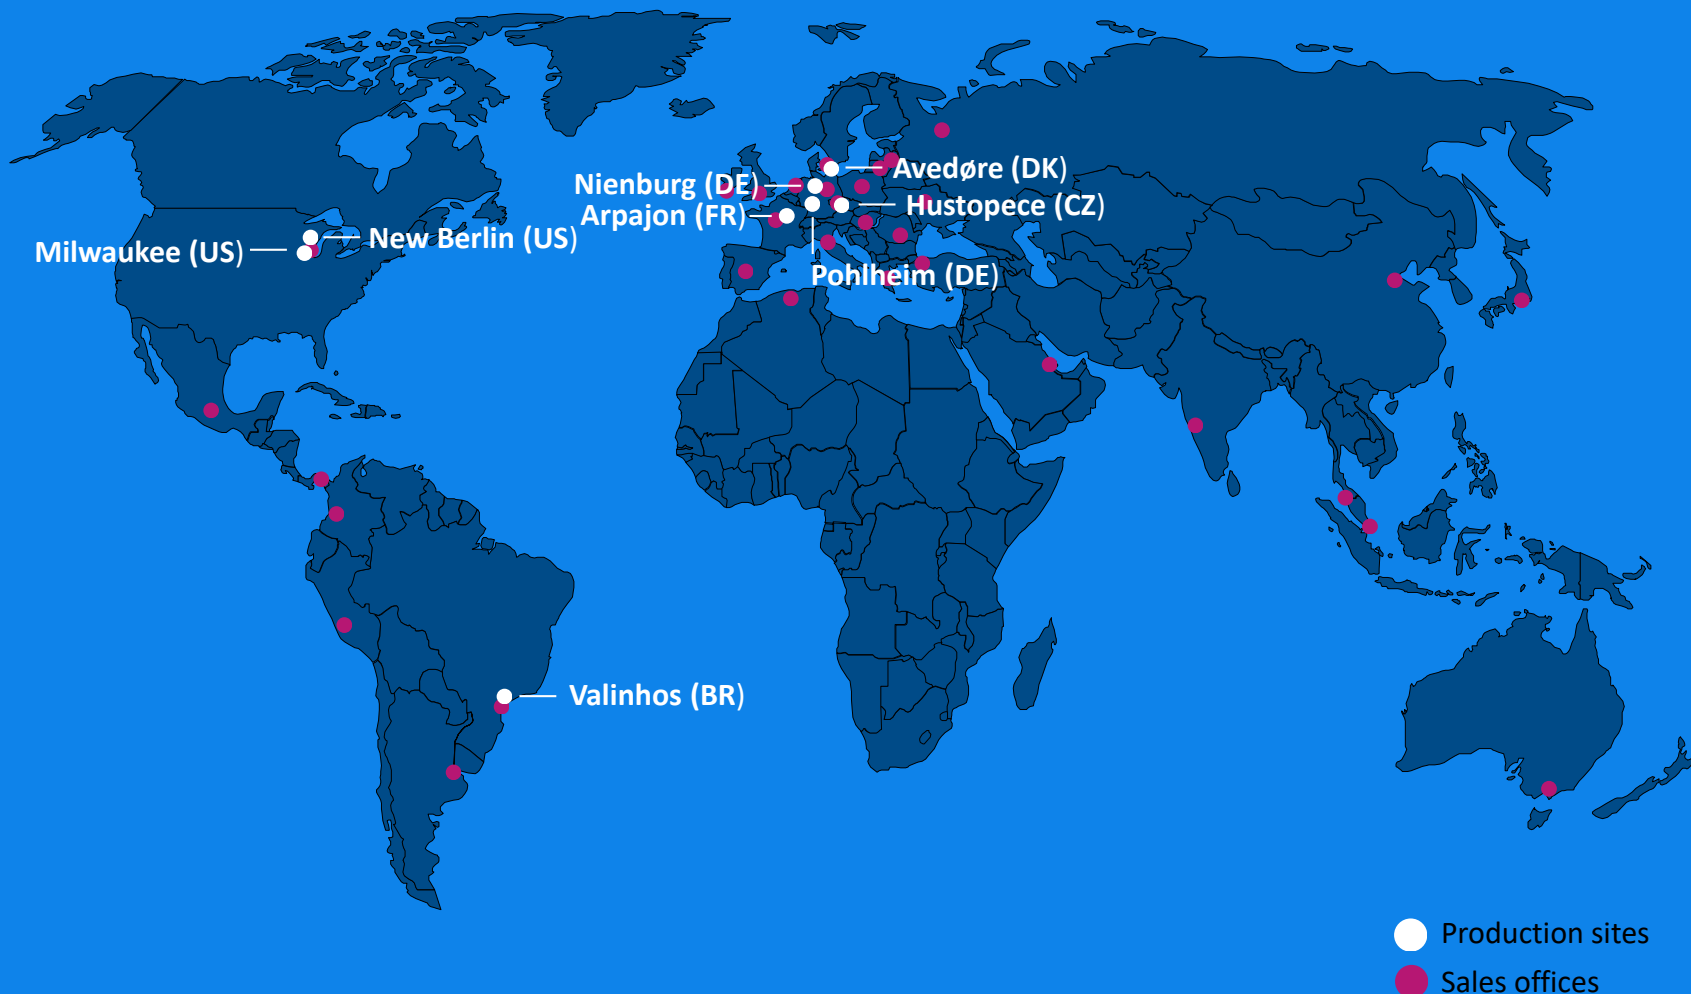 Avedøre (DK)
Nienburg (DE)
Hustopece (CZ)
Arpajon (FR)
New Berlin (US)
Milwaukee (US)
Pohlheim (DE)
Valinhos (BR)
Production sites
Sales offices